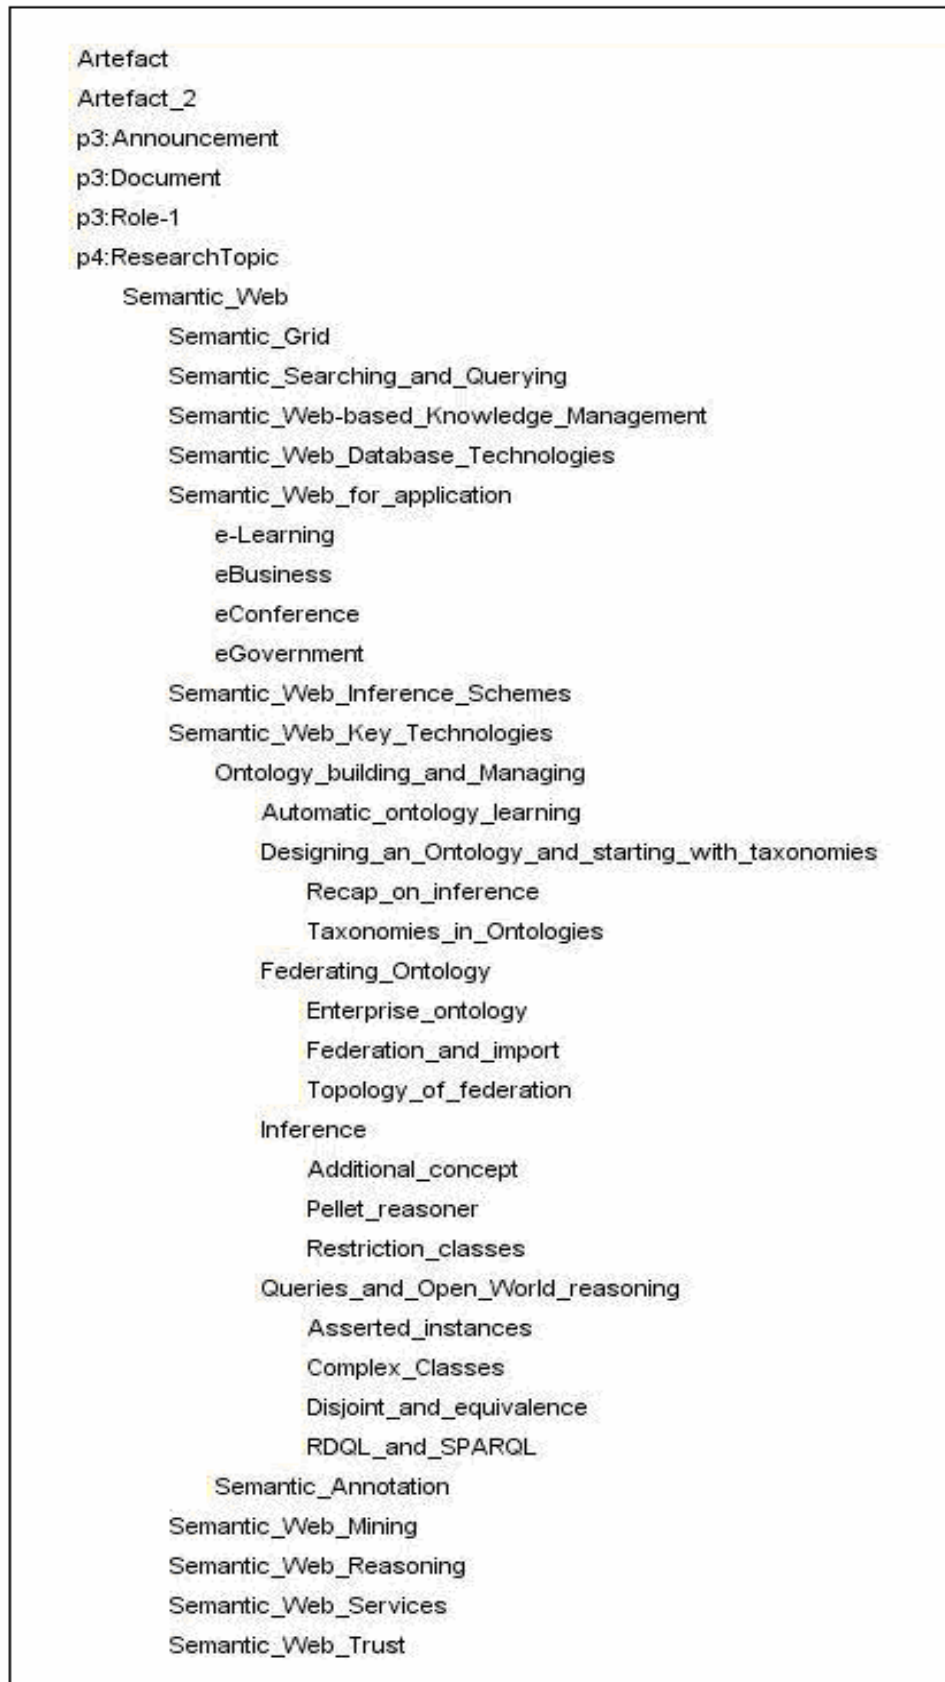 Artefact
Artefact_2
p3:Announcement
p3:Document
p3:Role-1
p4:ResearchTopic
Semantic_Web
Semantic_Grid
Semantic_Searching_and_Querying
Semantic_Web-based_Knowledge_Management
Semantic_Web_Database_Technologies
Semantic_Web_for_application
e-Learning
eBusiness
eConference
eGovernment
Semantic_Web_Inference_Schemes
Semantic_Web_Key_Technologies
Ontology_building_and_Managing
Automatic_ontology_learning
Designing_an_Ontology_and_starting_with_taxonomies
Recap_on_inference
Taxonomies_in_Ontologies
Federating_Ontology
Enterprise_ontology
Federation_and_import
Topology_of_federation
Inference
Additional_concept
Pellet_reasoner
Restriction_classes
Queries_and_Open_World_reasoning
Asserted_instances
Complex_Classes
Disjoint_and_equivalence
RDQL_and_SPARQL
Semantic_Annotation
Semantic_Web_Mining
Semantic_Web_Reasoning
Semantic_Web_Services
Semantic_Web_Trust